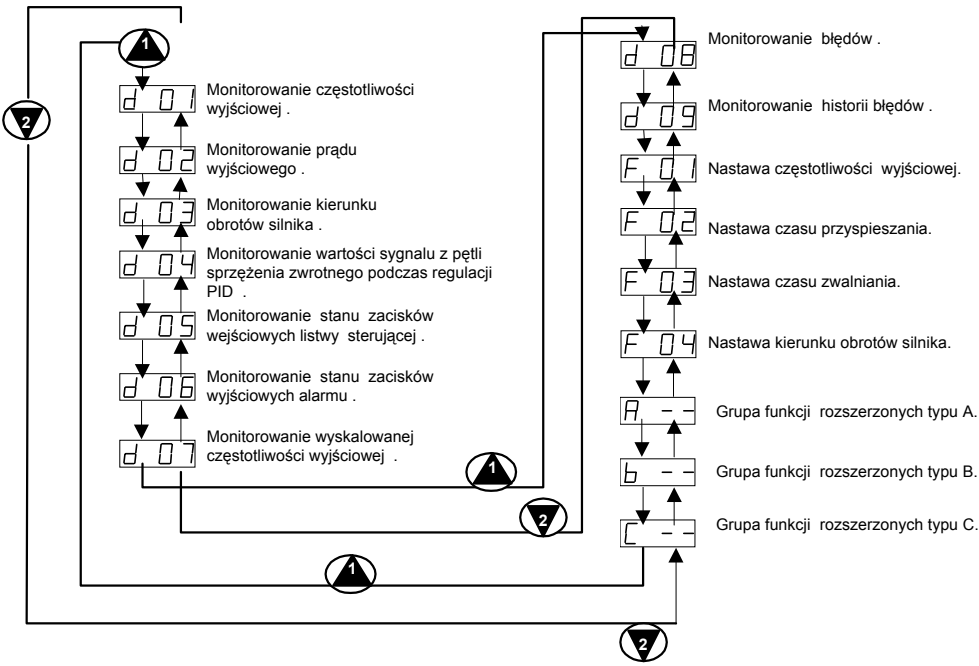 1
2
d 01
Monitorowanie częstotliwości
wyjściowej .
d 02
Monitorowanie prądu
wyjściowego .
d 03
Monitorowanie kierunku
obrotów silnika .
d 04
Monitorowanie wartości sygnalu z pętli
sprzężenia zwrotnego podczas regulacji
PID .
d 05
Monitorowanie stanu zacisków
wejściowych listwy sterującej .
d 06
Monitorowanie stanu zacisków
wyjściowych alarmu .
d 07
Monitorowanie wyskalowanej
częstotliwości wyjściowej .
1
2
1
2
d 08
Monitorowanie błędów .
d 09
Monitorowanie historii błędów .
F 01
Nastawa częstotliwości wyjściowej.
F 02
Nastawa czasu przyspieszania.
F 03
Nastawa czasu zwalniania.
F 04
Nastawa kierunku obrotów silnika.
A --
Grupa funkcji rozszerzonych typu A.
b --
Grupa funkcji rozszerzonych typu B.
C --
Grupa funkcji rozszerzonych typu C.